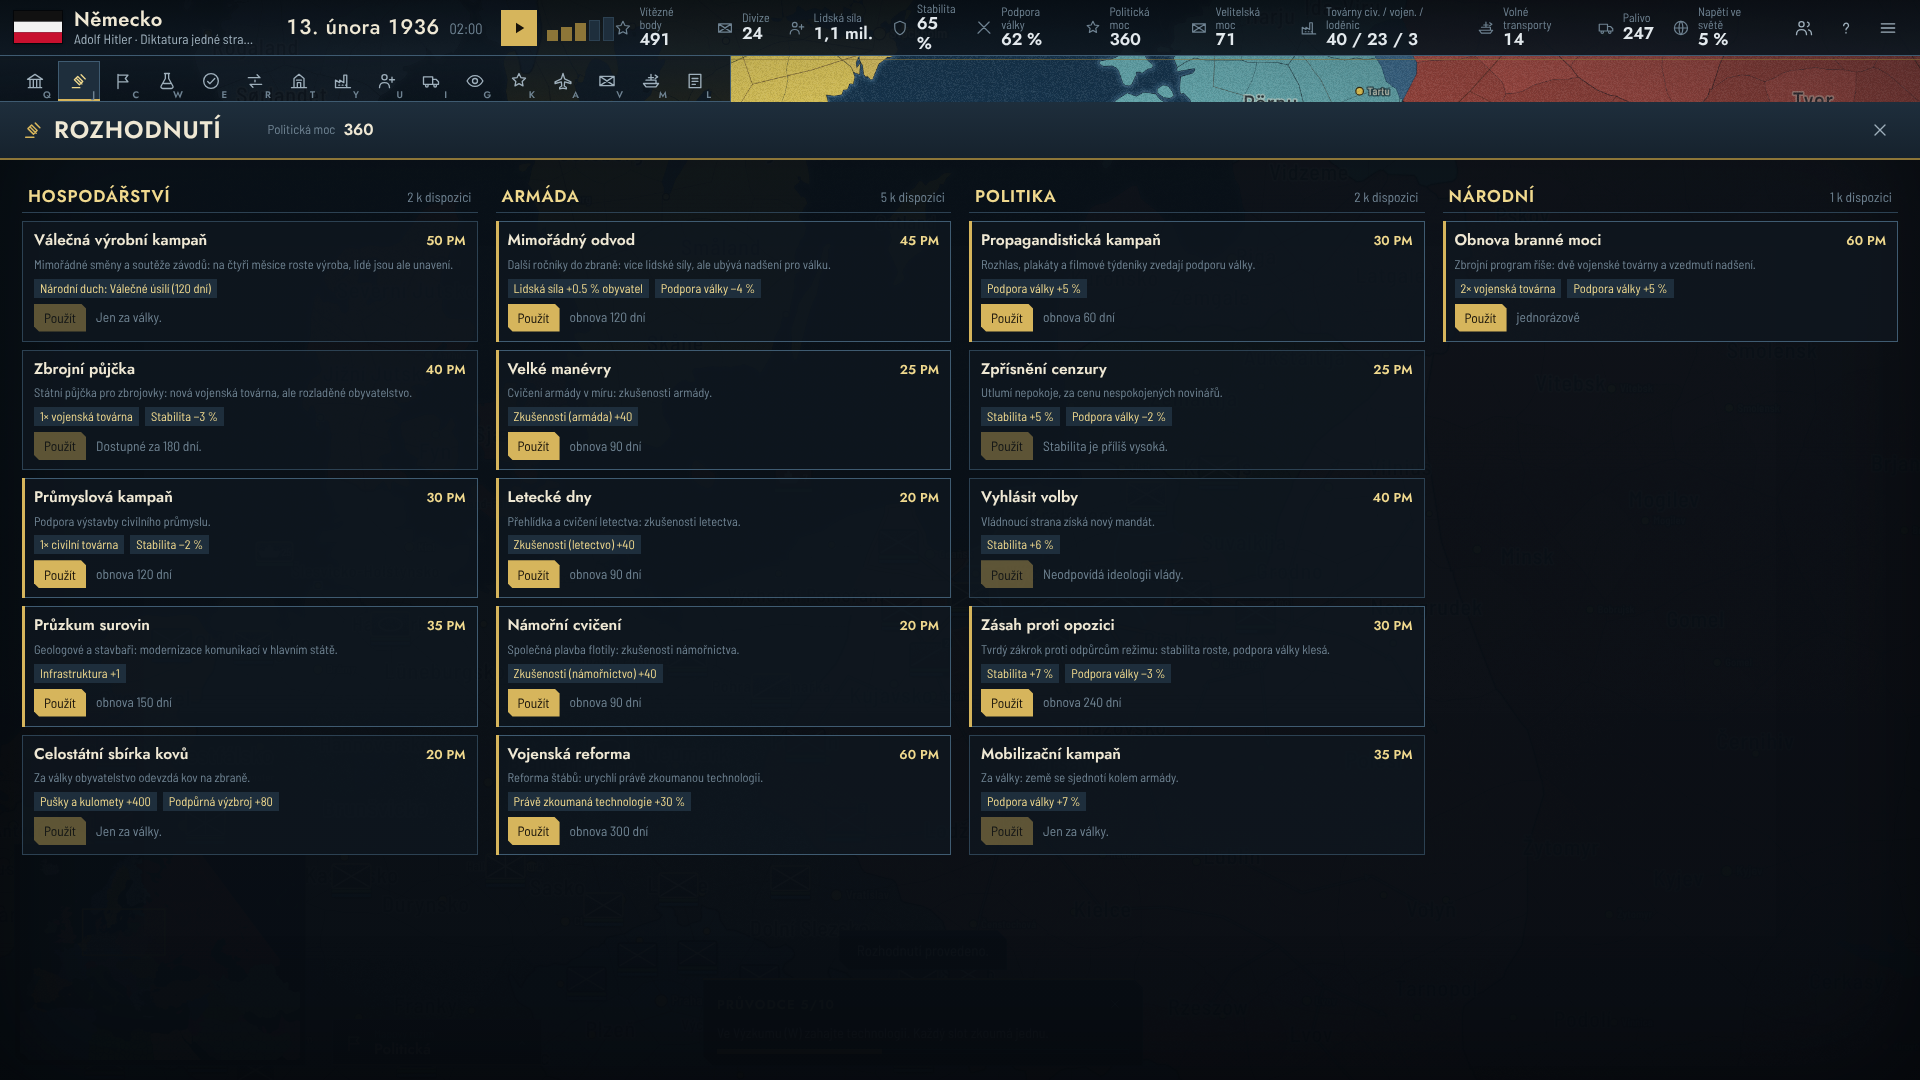 Německo
Adolf Hitler · Diktatura jedné stra...
13. února 1936 02:00
Vítězné body 491
Divize 24
Lidská síla 1,1 mil.
Stabilita 65 %
Podpora války 62 %
Politická moc 360
Velitelská moc 71
Továrny civ. / vojen. / loděnic 40 / 23 / 3
Volné transporty 14
Palivo 247
Napětí ve světě 5 %
?
Q I C W E R T Y U I G K A V M L
Tartu
Pärnu
Tver
ROZHODNUTÍ
Politická moc 360
HOSPODÁŘSTVÍ
2 k dispozici
Válečná výrobní kampaň
50 PM
Mimořádné směny a soutěže závodů: na čtyři měsíce roste výroba, lidé jsou ale unavení.
Národní duch: Válečné úsilí (120 dní)
Použít
Jen za války.
Zbrojní půjčka
40 PM
Státní půjčka pro zbrojovky: nová vojenská továrna, ale rozladěné obyvatelstvo.
1× vojenská továrna
Stabilita −3 %
Použít
Dostupné za 180 dní.
Průmyslová kampaň
30 PM
Podpora výstavby civilního průmyslu.
1× civilní továrna
Stabilita −2 %
Použít
obnova 120 dní
Průzkum surovin
35 PM
Geologové a stavbaři: modernizace komunikací v hlavním státě.
Infrastruktura +1
Použít
obnova 150 dní
Celostátní sbírka kovů
20 PM
Za války obyvatelstvo odevzdá kov na zbraně.
Pušky a kulomety +400
Podpůrná výzbroj +80
Použít
Jen za války.
ARMÁDA
5 k dispozici
Mimořádný odvod
45 PM
Další ročníky do zbraně: více lidské síly, ale ubývá nadšení pro válku.
Lidská síla +0.5 % obyvatel
Podpora války −4 %
Použít
obnova 120 dní
Velké manévry
25 PM
Cvičení armády v míru: zkušenosti armády.
Zkušenosti (armáda) +40
Použít
obnova 90 dní
Letecké dny
20 PM
Přehlídka a cvičení letectva: zkušenosti letectva.
Zkušenosti (letectvo) +40
Použít
obnova 90 dní
Námořní cvičení
20 PM
Společná plavba flotily: zkušenosti námořnictva.
Zkušenosti (námořnictvo) +40
Použít
obnova 90 dní
Vojenská reforma
60 PM
Reforma štábů: urychlí právě zkoumanou technologii.
Právě zkoumaná technologie +30 %
Použít
obnova 300 dní
POLITIKA
2 k dispozici
Propagandistická kampaň
30 PM
Rozhlas, plakáty a filmové týdeníky zvedají podporu války.
Podpora války +5 %
Použít
obnova 60 dní
Zpřísnění cenzury
25 PM
Utlumí nepokoje, za cenu nespokojených novinářů.
Stabilita +5 %
Podpora války −2 %
Použít
Stabilita je příliš vysoká.
Vyhlásit volby
40 PM
Vládnoucí strana získá nový mandát.
Stabilita +6 %
Použít
Neodpovídá ideologii vlády.
Zásah proti opozici
30 PM
Tvrdý zákrok proti odpůrcům režimu: stabilita roste, podpora války klesá.
Stabilita +7 %
Podpora války −3 %
Použít
obnova 240 dní
Mobilizační kampaň
35 PM
Za války: země se sjednotí kolem armády.
Podpora války +7 %
Použít
Jen za války.
NÁRODNÍ
1 k dispozici
Obnova branné moci
60 PM
Zbrojní program říše: dvě vojenské továrny a vzedmutí nadšení.
2× vojenská továrna
Podpora války +5 %
Použít
jednorázově